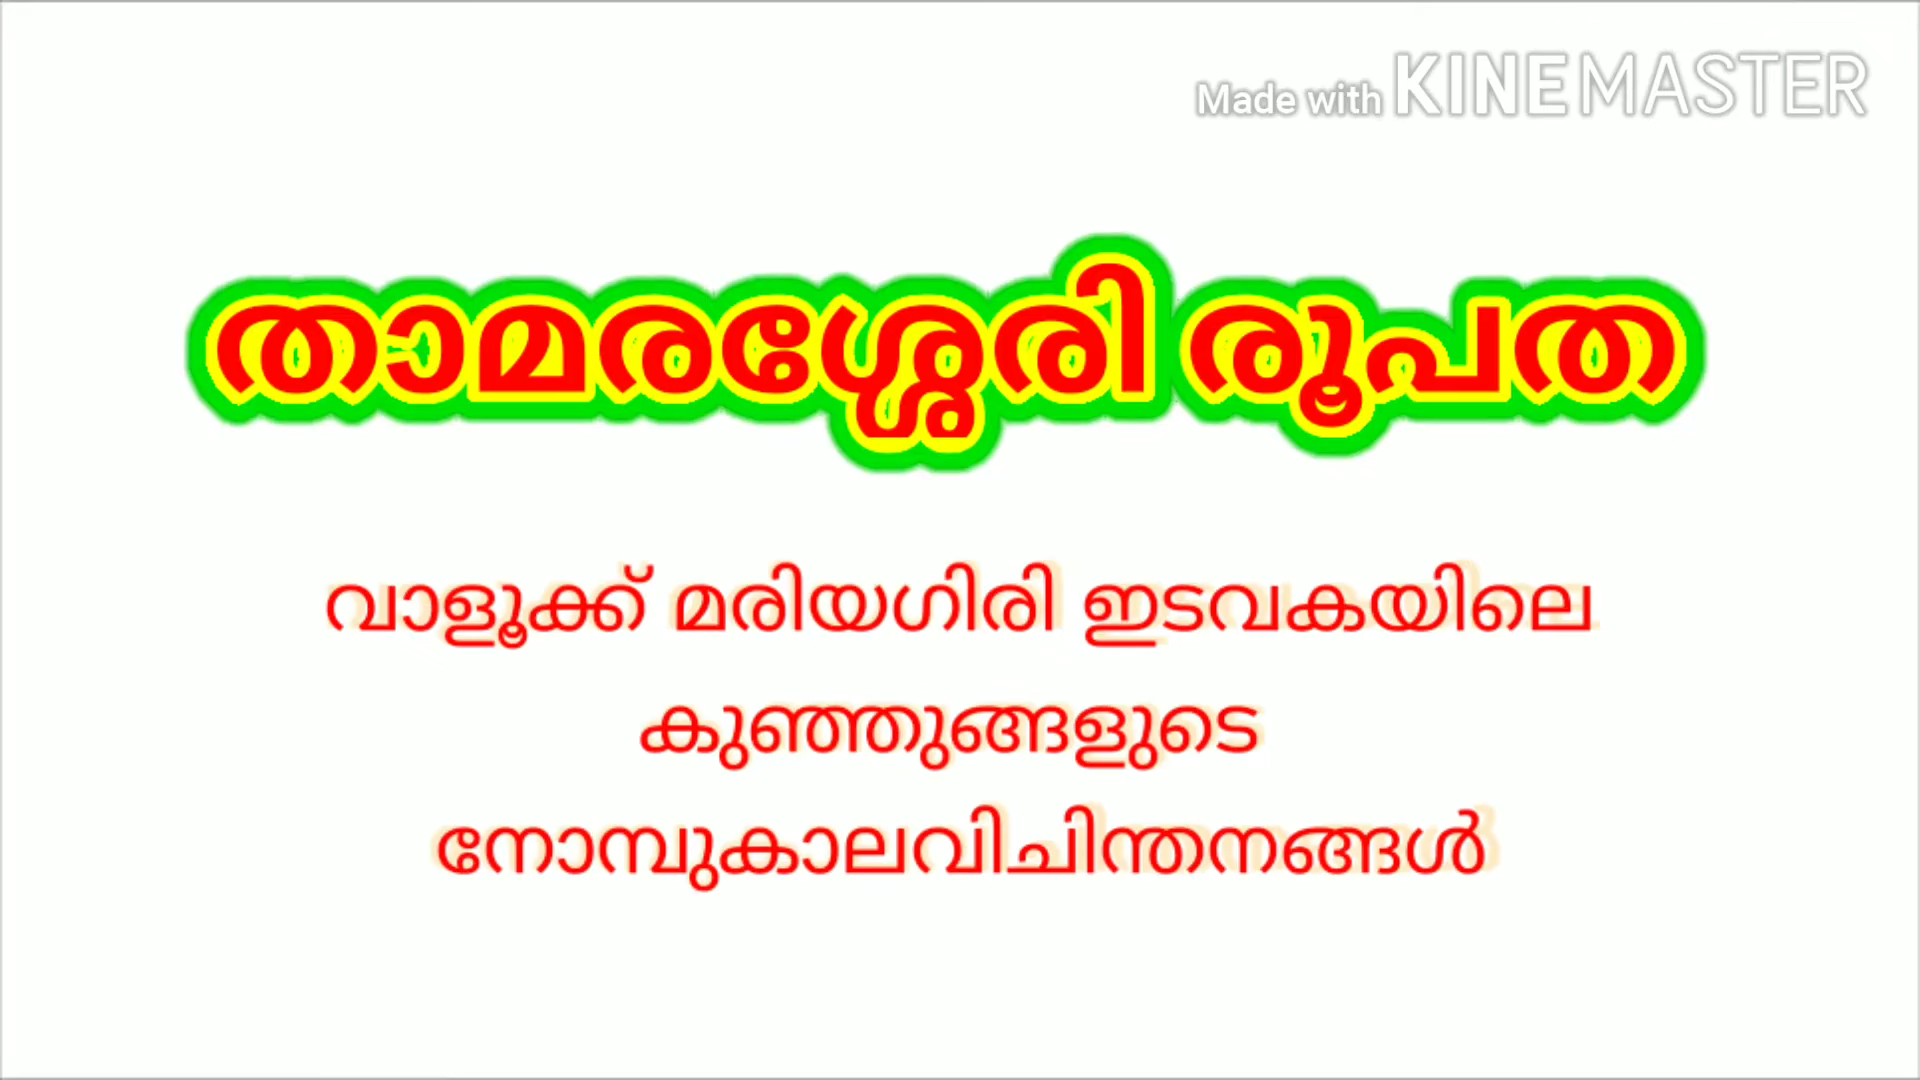 Made with KINEMASTER
താമരശ്ശേരി രൂപത
വാളൂക്ക് മരിയഗിരി ഇടവകയിലെ
കുഞ്ഞുങ്ങളുടെ
നോമ്പുകാലവിചിന്തനങ്ങൾ